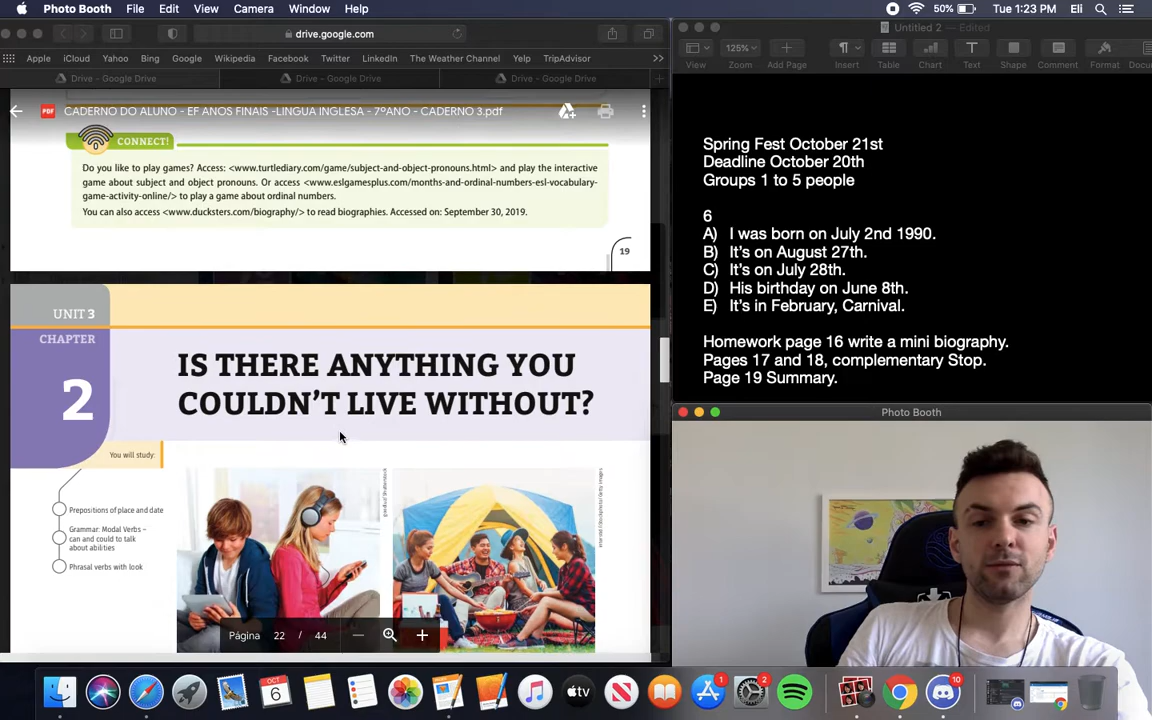 Photo Booth File Edit View Camera Window Help
50% Tue 1:23 PM Eli
drive.google.com
Apple iCloud Yahoo Bing Google Wikipedia Facebook Twitter LinkedIn The Weather Channel Yelp TripAdvisor >>
Drive – Google Drive Drive – Google Drive Drive – Google Drive
PDF CADERNO DO ALUNO - EF ANOS FINAIS -LINGUA INGLESA - 7ºANO - CADERNO 3.pdf
CONNECT!
Do you like to play games? Access: <www.turtlediary.com/game/subject-and-object-pronouns.html> and play the interactive
game about subject and object pronouns. Or access <www.eslgamesplus.com/months-and-ordinal-numbers-esl-vocabulary-
game-activity-online/> to play a game about ordinal numbers.
You can also access <www.ducksters.com/biography/> to read biographies. Accessed on: September 30, 2019.
19
UNIT 3
CHAPTER
2
IS THERE ANYTHING YOU
COULDN'T LIVE WITHOUT?
You will study:
Prepositions of place and date
Grammar: Modal Verbs –
can and could to talk
about abilities
Phrasal verbs with look
Página 22 / 44
Untitled 2 — Edited
125%
View Zoom Add Page Insert Table Chart Text Shape Comment Format
Spring Fest October 21st
Deadline October 20th
Groups 1 to 5 people
6
A) I was born on July 2nd 1990.
B) It's on August 27th.
C) It's on July 28th.
D) His birthday on June 8th.
E) It's in February, Carnival.
Homework page 16 write a mini biography.
Pages 17 and 18, complementary Stop.
Page 19 Summary.
Photo Booth
OCT
6
tv
1
2
10